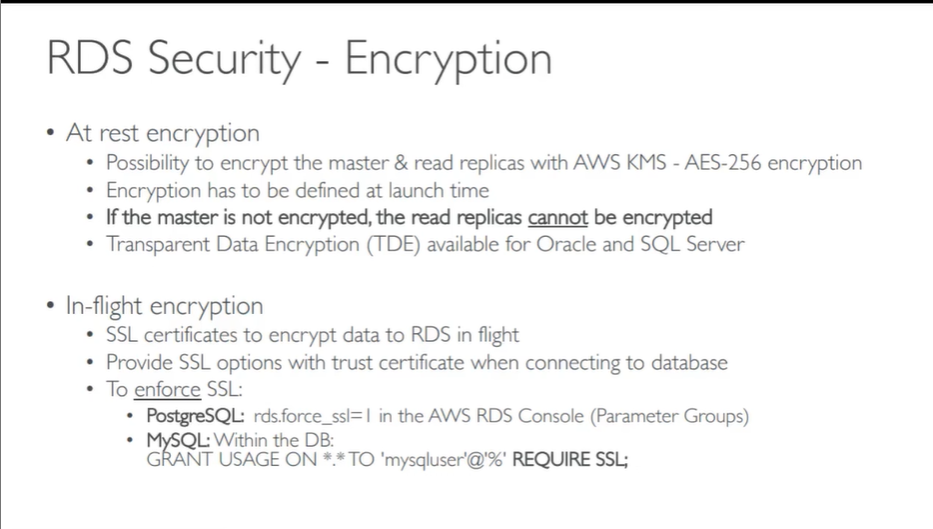 RDS Security - Encryption
• At rest encryption
• Possibility to encrypt the master & read replicas with AWS KMS - AES-256 encryption
• Encryption has to be defined at launch time
• If the master is not encrypted, the read replicas cannot be encrypted
• Transparent Data Encryption (TDE) available for Oracle and SQL Server
• In-flight encryption
• SSL certificates to encrypt data to RDS in flight
• Provide SSL options with trust certificate when connecting to database
• To enforce SSL:
• PostgreSQL: rds.force_ssl=1 in the AWS RDS Console (Parameter Groups)
• MySQL: Within the DB:
GRANT USAGE ON *.* TO 'mysqluser'@'%' REQUIRE SSL;